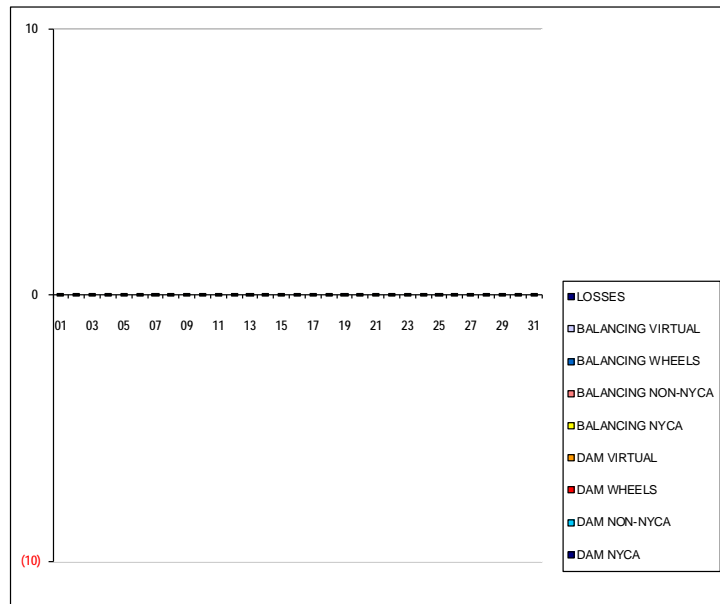 10
0
01 03 05 07 09 11 13 15 17 19 21 23 25 27 29 31
(10)
LOSSES
BALANCING VIRTUAL
BALANCING WHEELS
BALANCING NON-NYCA
BALANCING NYCA
DAM VIRTUAL
DAM WHEELS
DAM NON-NYCA
DAM NYCA